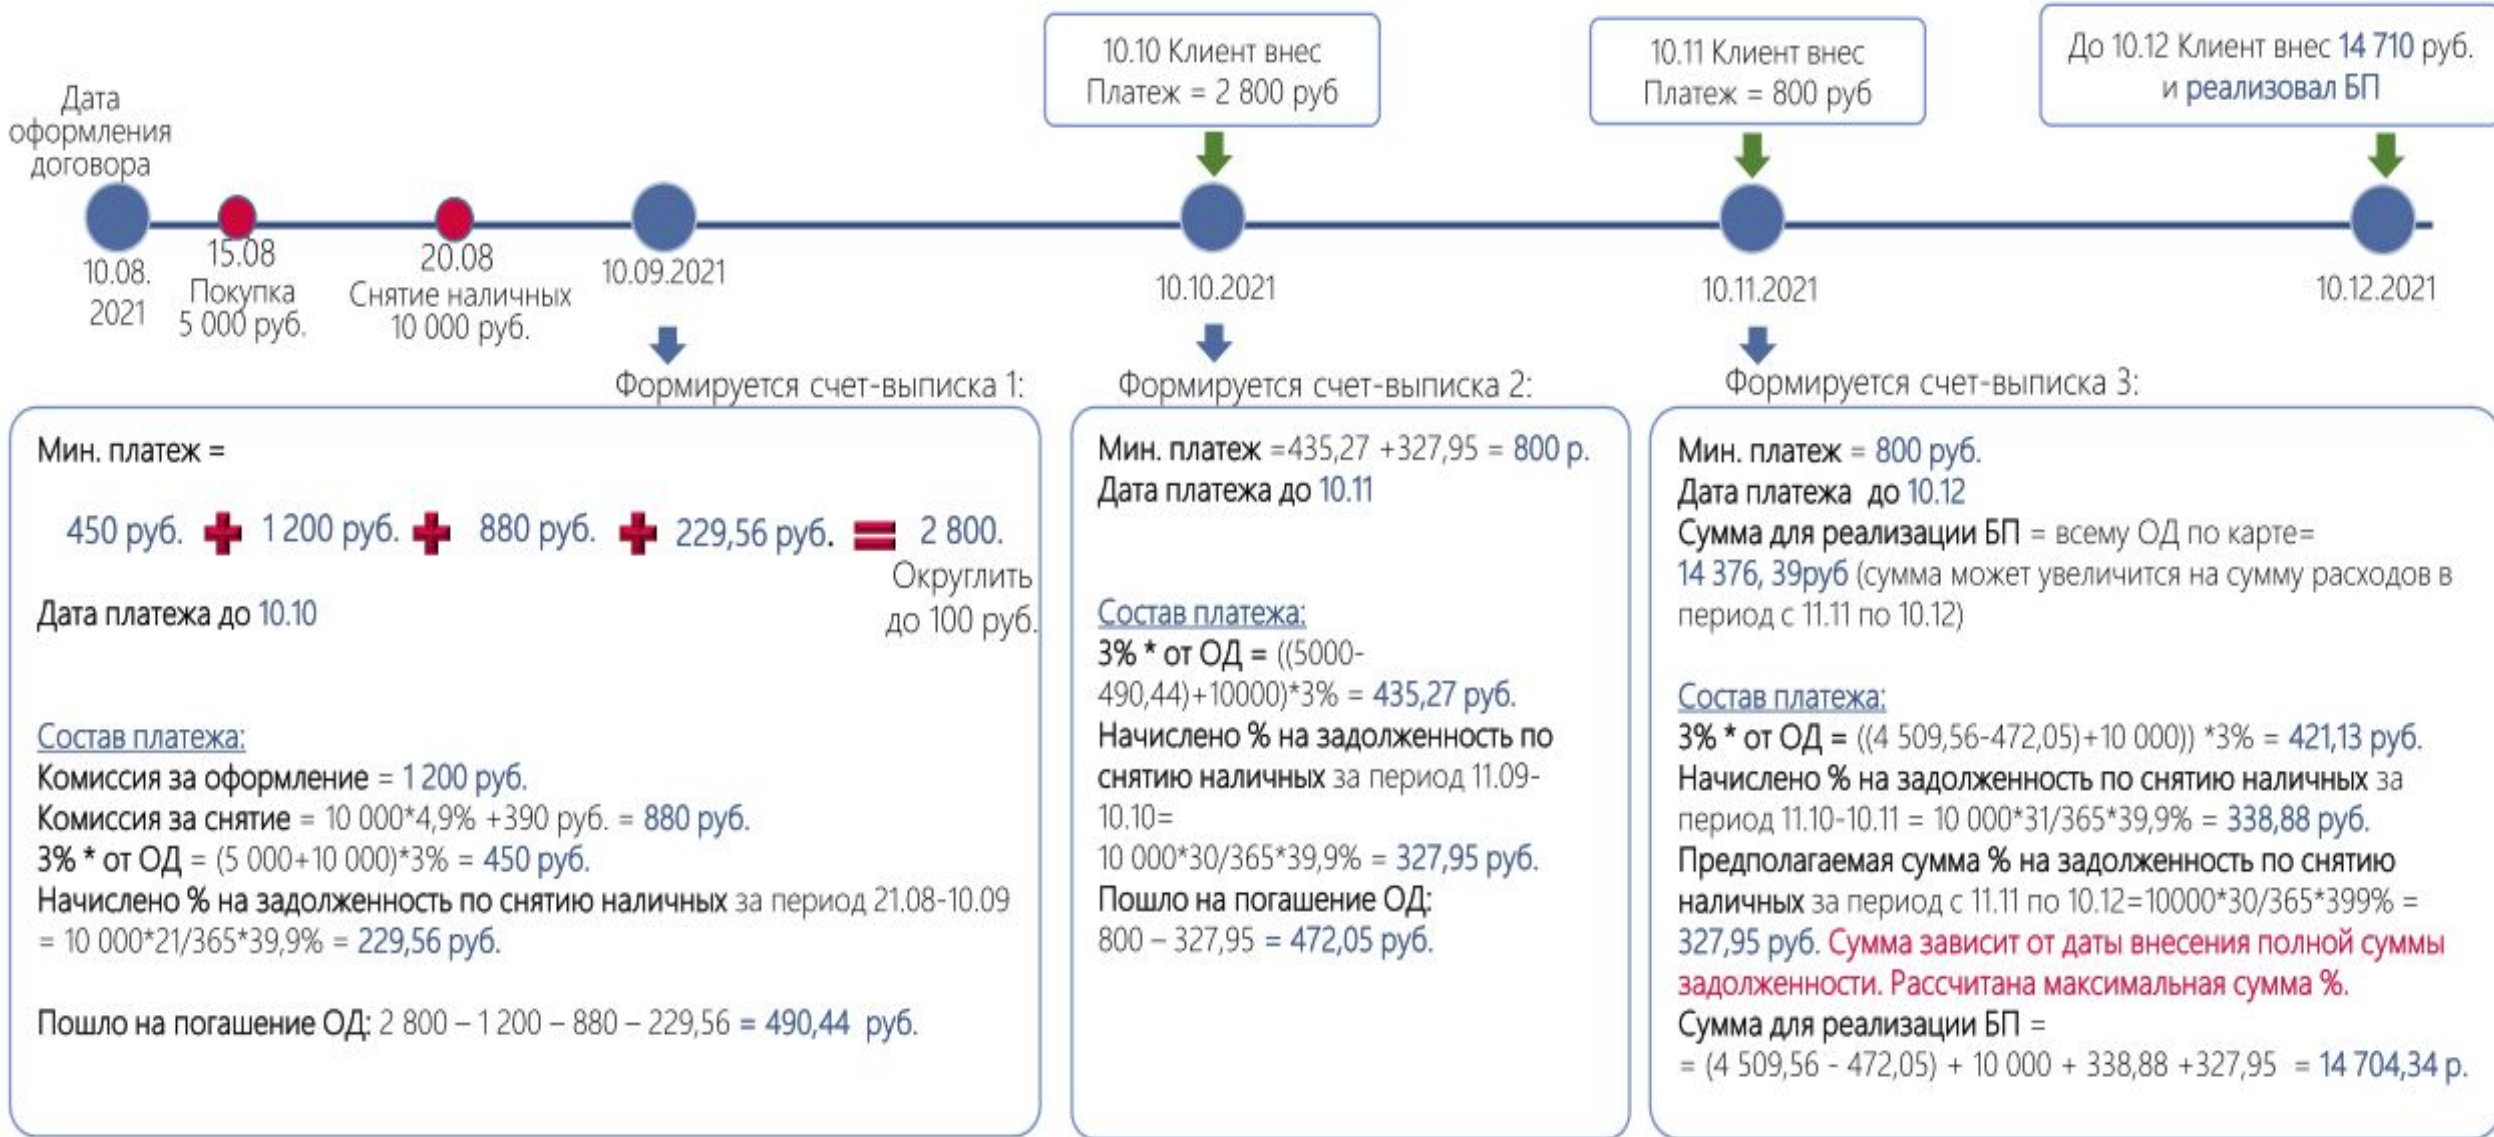 Дата
оформления
договора
10.08.
2021
15.08
Покупка
5 000 руб.
20.08
Снятие наличных
10 000 руб.
10.09.2021
10.10 Клиент внес
Платеж = 2 800 руб
10.10.2021
10.11 Клиент внес
Платеж = 800 руб
10.11.2021
До 10.12 Клиент внес 14 710 руб.
и реализовал БП
10.12.2021
Формируется счет-выписка 1:
Мин. платеж =
450 руб. + 1 200 руб. + 880 руб. + 229,56 руб. = 2 800.
Округлить
до 100 руб.
Дата платежа до 10.10
Состав платежа:
Комиссия за оформление = 1 200 руб.
Комиссия за снятие = 10 000*4,9% +390 руб. = 880 руб.
3% * от ОД = (5 000+10 000)*3% = 450 руб.
Начислено % на задолженность по снятию наличных за период 21.08-10.09
= 10 000*21/365*39,9% = 229,56 руб.
Пошло на погашение ОД: 2 800 – 1 200 – 880 – 229,56 = 490,44 руб.
Формируется счет-выписка 2:
Мин. платеж =435,27 +327,95 = 800 р.
Дата платежа до 10.11
Состав платежа:
3% * от ОД = ((5000-
490,44)+10000)*3% = 435,27 руб.
Начислено % на задолженность по
снятию наличных за период 11.09-
10.10=
10 000*30/365*39,9% = 327,95 руб.
Пошло на погашение ОД:
800 – 327,95 = 472,05 руб.
Формируется счет-выписка 3:
Мин. платеж = 800 руб.
Дата платежа до 10.12
Сумма для реализации БП = всему ОД по карте=
14 376, 39руб (сумма может увеличится на сумму расходов в
период с 11.11 по 10.12)
Состав платежа:
3% * от ОД = ((4 509,56-472,05)+10 000)) *3% = 421,13 руб.
Начислено % на задолженность по снятию наличных за
период 11.10-10.11 = 10 000*31/365*39,9% = 338,88 руб.
Предполагаемая сумма % на задолженность по снятию
наличных за период с 11.11 по 10.12=10000*30/365*399% =
327,95 руб. Сумма зависит от даты внесения полной суммы
задолженности. Рассчитана максимальная сумма %.
Сумма для реализации БП =
= (4 509,56 - 472,05) + 10 000 + 338,88 +327,95 = 14 704,34 р.